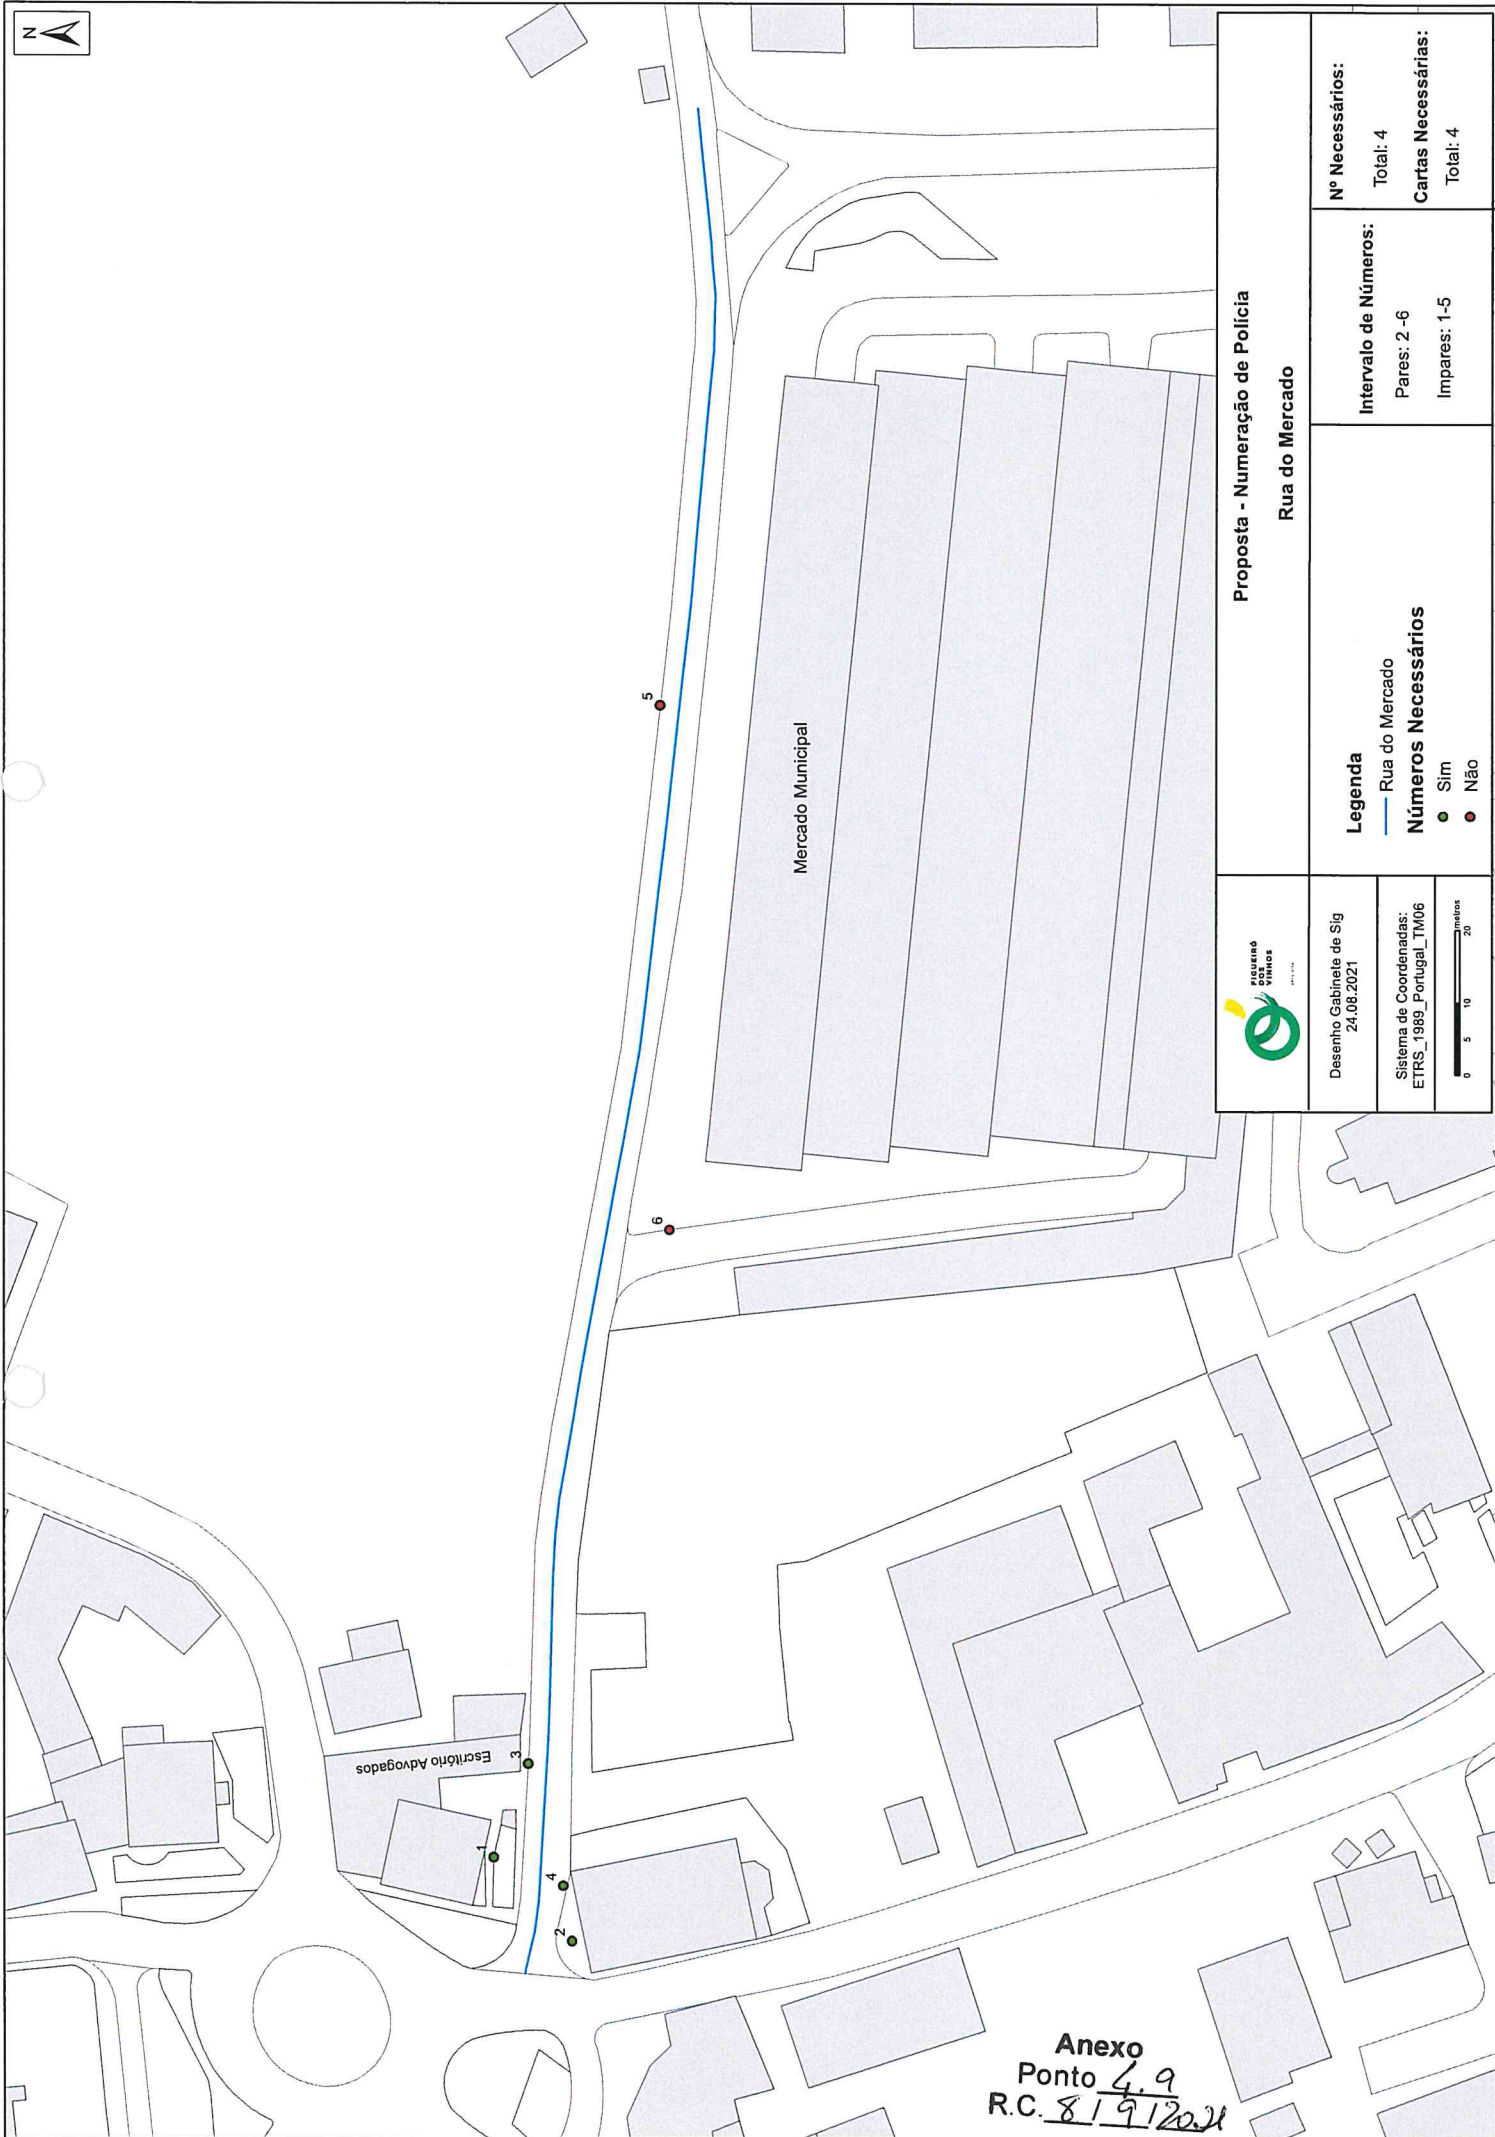 N
5
Mercado Municipal
6
Escritório Advogados
3
1
4
2
Proposta - Numeração de Polícia
Rua do Mercado
FIGUEIRÓ
DOS
VINHOS
Desenho Gabinete de Sig
24.08.2021
Sistema de Coordenadas:
ETRS_1989_Portugal_TM06
0 5 10 20 metros
Legenda
Rua do Mercado
Números Necessários
Sim
Não
Intervalo de Números:
Pares: 2 -6
Impares: 1-5
Nº Necessários:
Total: 4
Cartas Necessárias:
Total: 4
Anexo
Ponto 4.9
R.C. 8/9/2021